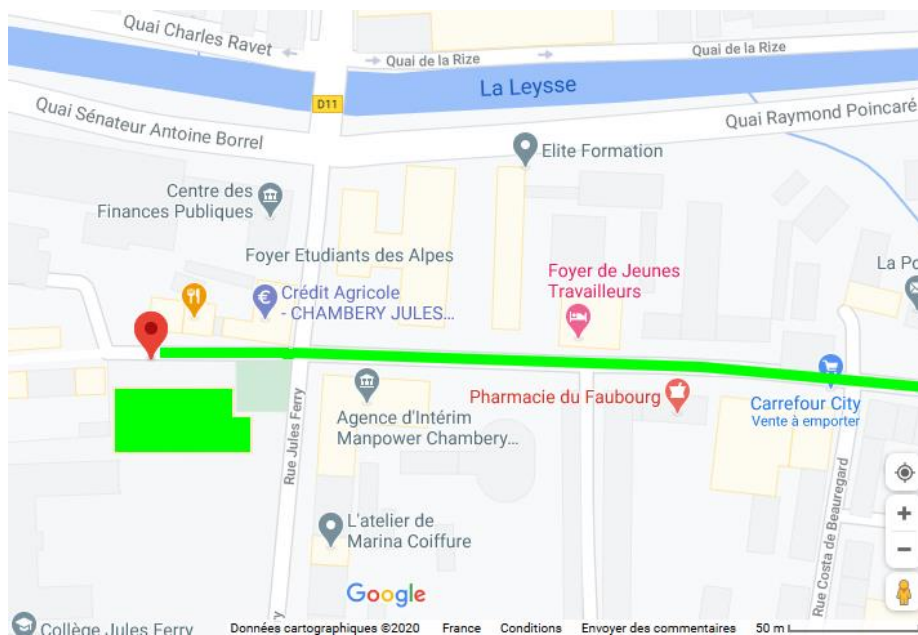 Quai Charles Ravet
Quai de la Rize
Quai de la Rize
La Leysse
D11
Quai Sénateur Antoine Borrel
Quai Raymond Poincaré
Elite Formation
Centre des
Finances Publiques
Foyer Etudiants des Alpes
Foyer de Jeunes
Travailleurs
La Po
Crédit Agricole
- CHAMBERY JULES...
Rue Jules Ferry
Agence d'Intérim
Manpower Chambery...
Pharmacie du Faubourg
Carrefour City
Vente à emporter
Rue Costa de Beauregard
L'atelier de
Marina Coiffure
Google
Collège Jules Ferry
Données cartographiques ©2020 France Conditions Envoyer des commentaires 50 m